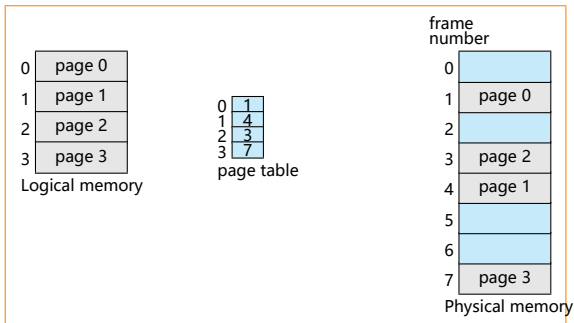 frame
number
0 page 0
1 page 1
2 page 2
3 page 3
Logical memory
0 1
1 4
2 3
3 7
page table
0
1 page 0
2
3 page 2
4 page 1
5
6
7 page 3
Physical memory